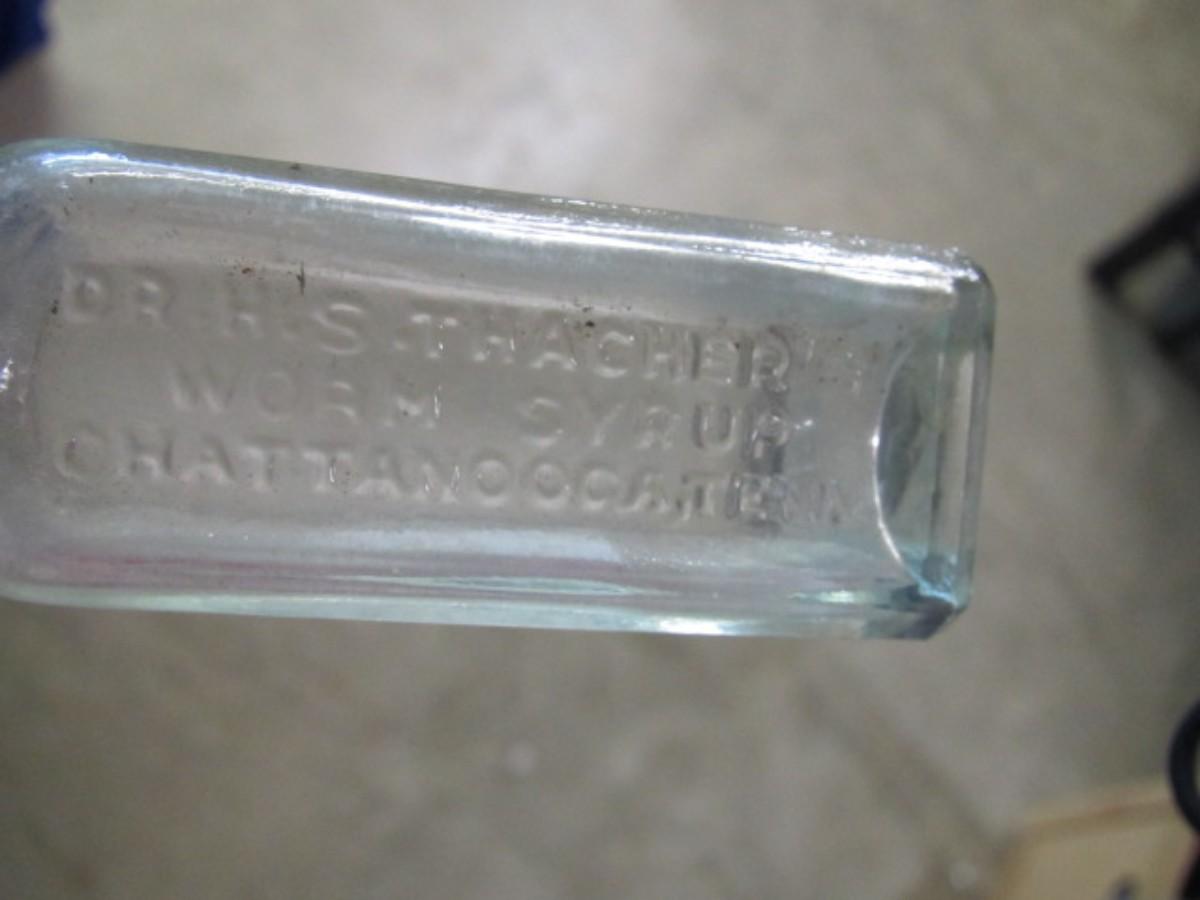 DR. H. S. THACHER'S
WORM SYRUP
CHATTANOOGA, TENN